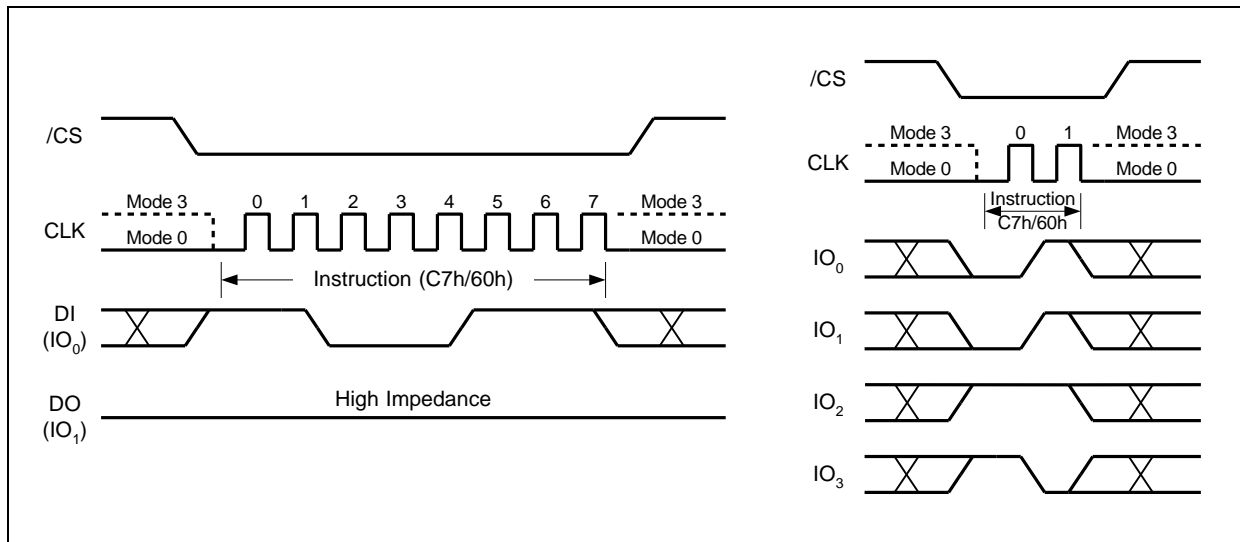 /CS
Mode 3 0 1 2 3 4 5 6 7 Mode 3
CLK Mode 0 Mode 0
Instruction (C7h/60h)
DI
(IO0)
High Impedance
DO
(IO1)
/CS
Mode 3 0 1 Mode 3
CLK Mode 0 Mode 0
Instruction
C7h/60h
IO0
IO1
IO2
IO3